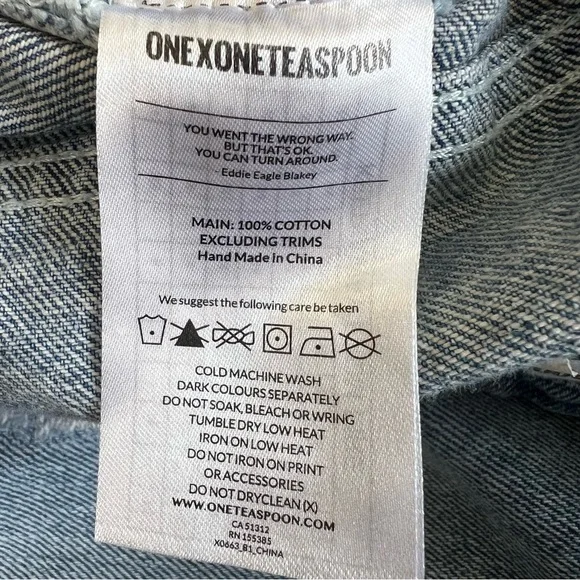 ONEXONETEASPOON
YOU WENT THE WRONG WAY.
BUT THAT'S OK.
YOU CAN TURN AROUND.
- Eddie Eagle Blakey
MAIN: 100% COTTON
EXCLUDING TRIMS
Hand Made in China
We suggest the following care be taken
COLD MACHINE WASH
DARK COLOURS SEPARATELY
DO NOT SOAK, BLEACH OR WRING
TUMBLE DRY LOW HEAT
IRON ON LOW HEAT
DO NOT IRON ON PRINT
OR ACCESSORIES
DO NOT DRYCLEAN (X)
WWW.ONETEASPOON.COM
CA 51312
RN 155385
X0663_B1_CHINA